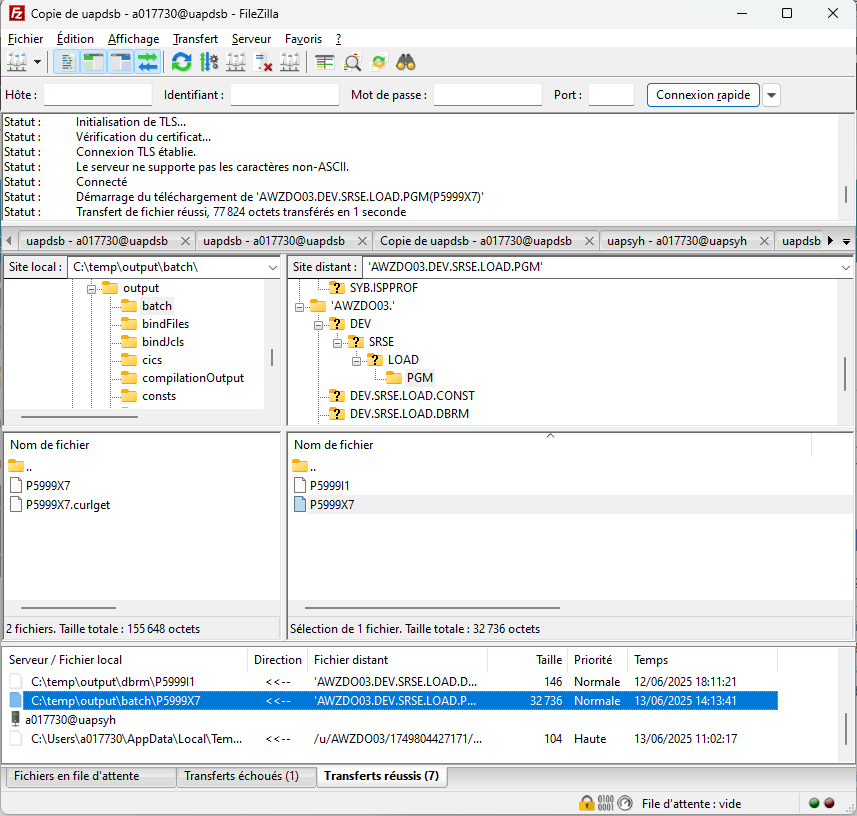 Copie de uapdsb - a017730@uapdsb - FileZilla
Fichier Édition Affichage Transfert Serveur Favoris ?
Hôte : Identifiant : Mot de passe : Port : Connexion rapide
Statut : Initialisation de TLS...
Statut : Vérification du certificat...
Statut : Connexion TLS établie.
Statut : Le serveur ne supporte pas les caractères non-ASCII.
Statut : Connecté
Statut : Démarrage du téléchargement de 'AWZDO03.DEV.SRSE.LOAD.PGM(P5999X7)'
Statut : Transfert de fichier réussi, 77 824 octets transférés en 1 seconde
uapdsb - a017730@uapdsb uapdsb - a017730@uapdsb Copie de uapdsb - a017730@uapdsb uapsyh - a017730@uapsyh uapdsb
Site local : C:\temp\output\batch\
output
batch
bindFiles
bindJcls
cics
compilationOutput
consts
Site distant : 'AWZDO03.DEV.SRSE.LOAD.PGM'
SYB.ISPPROF
'AWZDO03.'
DEV
SRSE
LOAD
PGM
DEV.SRSE.LOAD.CONST
DEV.SRSE.LOAD.DBRM
Nom de fichier
..
P5999X7
P5999X7.curlget
2 fichiers. Taille totale : 155 648 octets
Nom de fichier
..
P5999I1
P5999X7
Sélection de 1 fichier. Taille totale : 32 736 octets
Serveur / Fichier local Direction Fichier distant Taille Priorité Temps
C:\temp\output\dbrm\P5999I1 <<-- 'AWZDO03.DEV.SRSE.LOAD.D... 146 Normale 12/06/2025 18:11:21
C:\temp\output\batch\P5999X7 <<-- 'AWZDO03.DEV.SRSE.LOAD.P... 32 736 Normale 13/06/2025 14:13:41
a017730@uapsyh
C:\Users\a017730\AppData\Local\Tem... <<-- /u/AWZDO03/1749804427171/... 104 Haute 13/06/2025 11:02:17
Fichiers en file d'attente Transferts échoués (1) Transferts réussis (7)
File d'attente : vide